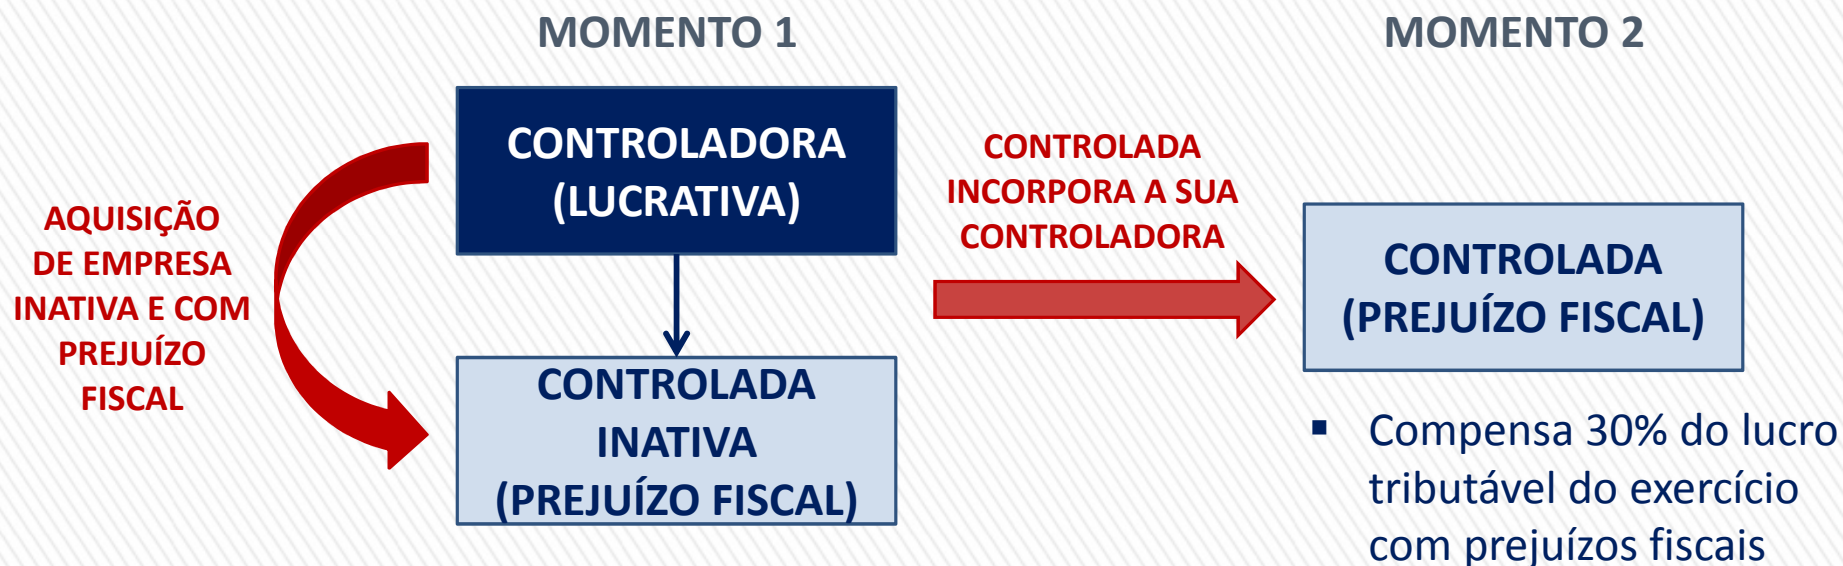 MOMENTO 1
MOMENTO 2
AQUISIÇÃO
DE EMPRESA
INATIVA E COM
PREJUÍZO
FISCAL
CONTROLADORA
(LUCRATIVA)
CONTROLADA
INATIVA
(PREJUÍZO FISCAL)
CONTROLADA
INCORPORA A SUA
CONTROLADORA
CONTROLADA
(PREJUÍZO FISCAL)
▪ Compensa 30% do lucro
tributável do exercício
com prejuízos fiscais